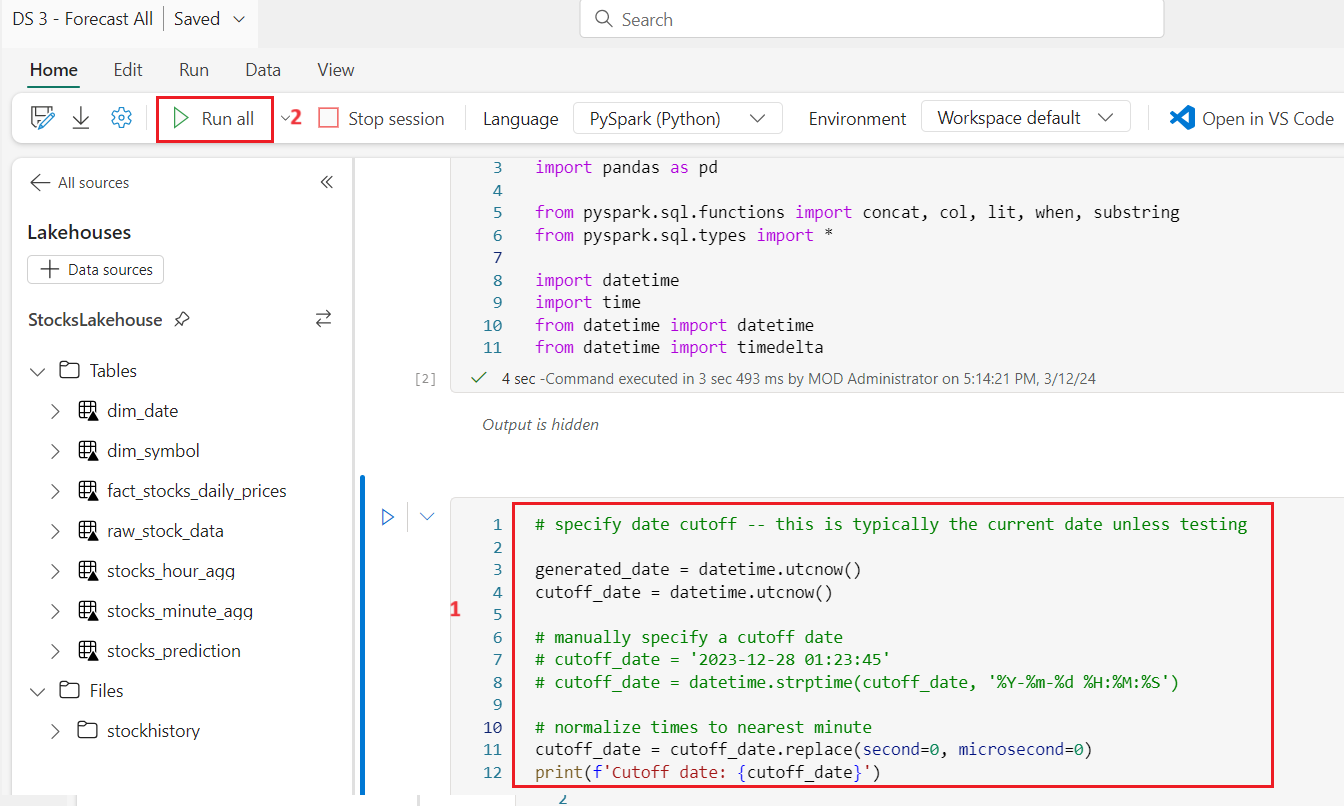 DS 3 - Forecast All | Saved
Search
Home Edit Run Data View
Run all 2 Stop session Language PySpark (Python) Environment Workspace default Open in VS Code
All sources
Lakehouses
Data sources
StocksLakehouse
Tables
dim_date
dim_symbol
fact_stocks_daily_prices
raw_stock_data
stocks_hour_agg
stocks_minute_agg
stocks_prediction
Files
stockhistory
3 import pandas as pd
4
5 from pyspark.sql.functions import concat, col, lit, when, substring
6 from pyspark.sql.types import *
7
8 import datetime
9 import time
10 from datetime import datetime
11 from datetime import timedelta
[2] 4 sec -Command executed in 3 sec 493 ms by MOD Administrator on 5:14:21 PM, 3/12/24
Output is hidden
1 # specify date cutoff -- this is typically the current date unless testing
2
3 generated_date = datetime.utcnow()
4 cutoff_date = datetime.utcnow()
1
5
6 # manually specify a cutoff date
7 # cutoff_date = '2023-12-28 01:23:45'
8 # cutoff_date = datetime.strptime(cutoff_date, '%Y-%m-%d %H:%M:%S')
9
10 # normalize times to nearest minute
11 cutoff_date = cutoff_date.replace(second=0, microsecond=0)
12 print(f'Cutoff date: {cutoff_date}')
2